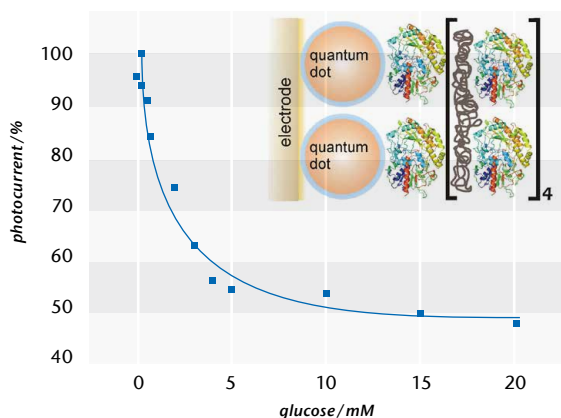 photocurrent / %
100
90
80
70
60
50
40
electrode
quantum
dot
quantum
dot
4
0
5
10
15
20
glucose / mM